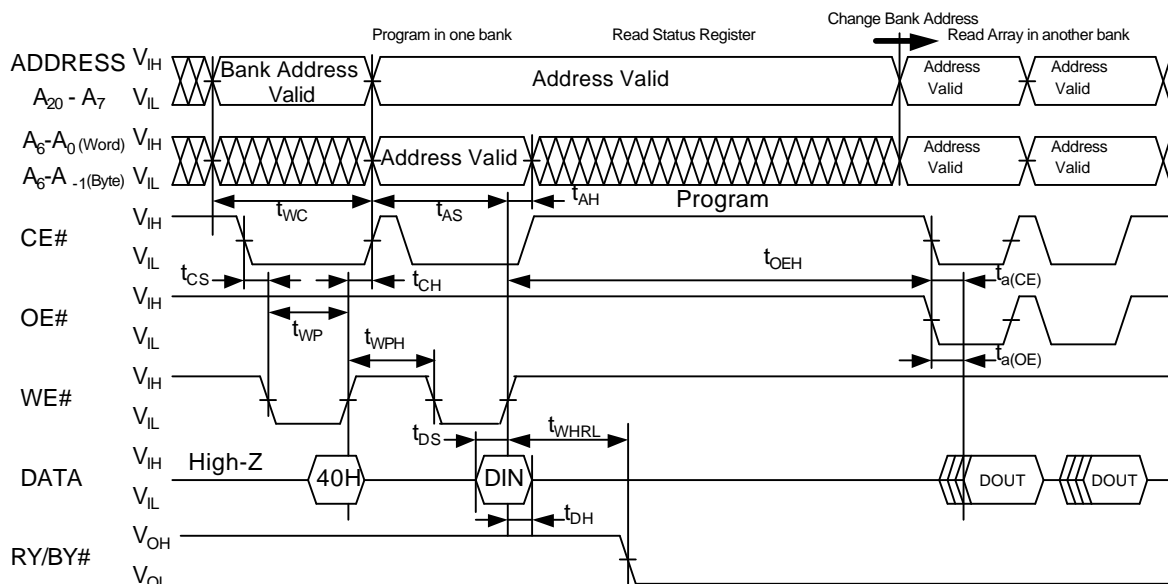 Change Bank Address
Program in one bank Read Status Register Read Array in another bank
ADDRESS VIH Bank Address Valid Address Valid Address Valid Address Valid
A20 - A7 VIL
A6-A0 (Word) VIH Address Valid Address Valid Address Valid
A6-A -1(Byte) VIL
tWC tAS tAH Program
CE# VIH
VIL
tCS tCH tOEH ta(CE)
OE# VIH
VIL
tWP tWPH ta(OE)
WE# VIH
VIL
tDS tWHRL
DATA VIH High-Z 40H DIN DOUT DOUT
VIL
tDH
RY/BY# VOH
VOL